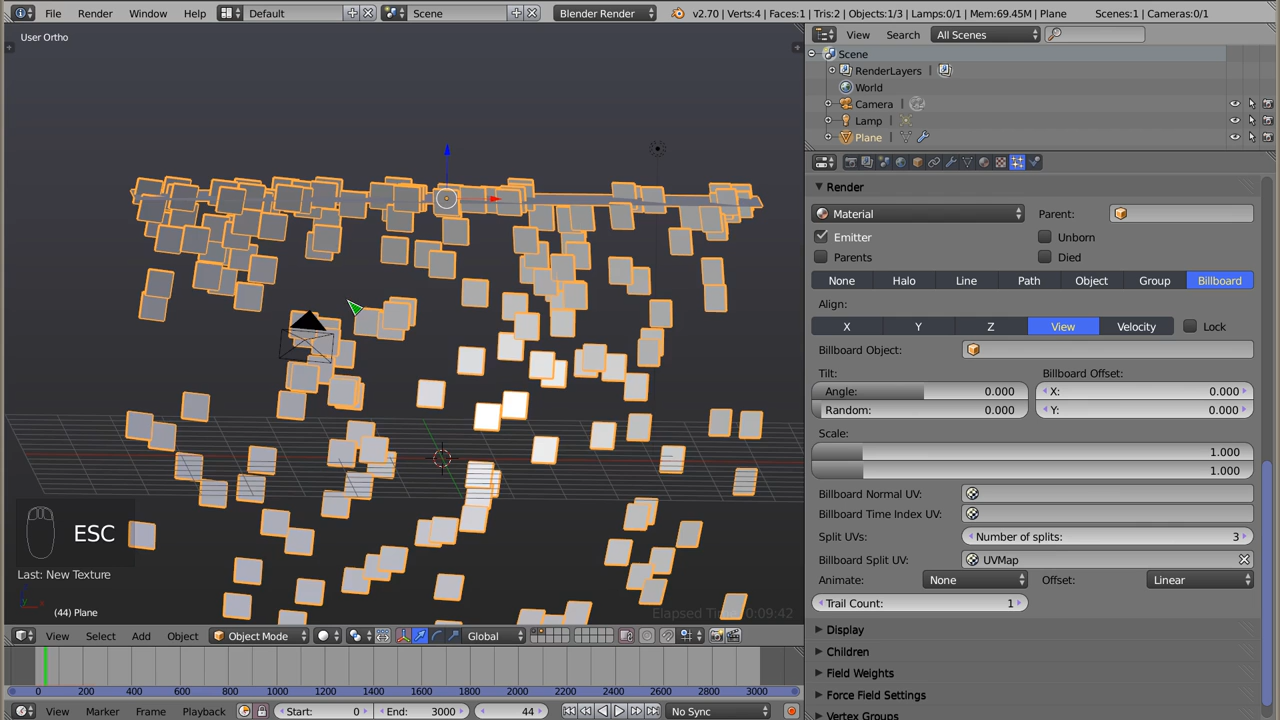 File Render Window Help Default Scene Blender Render v2.70 | Verts:4 | Faces:1 | Tris:2 | Objects:1/3 | Lamps:0/1 | Mem:69.45M | Plane Scenes:1 | Cameras:0/1
User Ortho
View Search All Scenes
Scene
RenderLayers
World
Camera
Lamp
Plane
Render
Material Parent:
Emitter Unborn
Parents Died
None Halo Line Path Object Group Billboard
Align:
X Y Z View Velocity Lock
Billboard Object:
Tilt: Billboard Offset:
Angle: 0.000 X: 0.000
Random: 0.000 Y: 0.000
Scale:
1.000
1.000
Billboard Normal UV:
Billboard Time Index UV:
Split UVs: Number of splits: 3
Billboard Split UV: UVMap
Animate: None Offset: Linear
Trail Count: 1
Display
Children
Field Weights
Force Field Settings
Vertex Groups
ESC
Last: New Texture
(44) Plane
Elapsed Time 0:09:42
View Select Add Object Object Mode Global
0 200 400 600 800 1000 1200 1400 1600 1800 2000 2200 2400 2600 2800 3000
View Marker Frame Playback Start: 0 End: 3000 44 No Sync